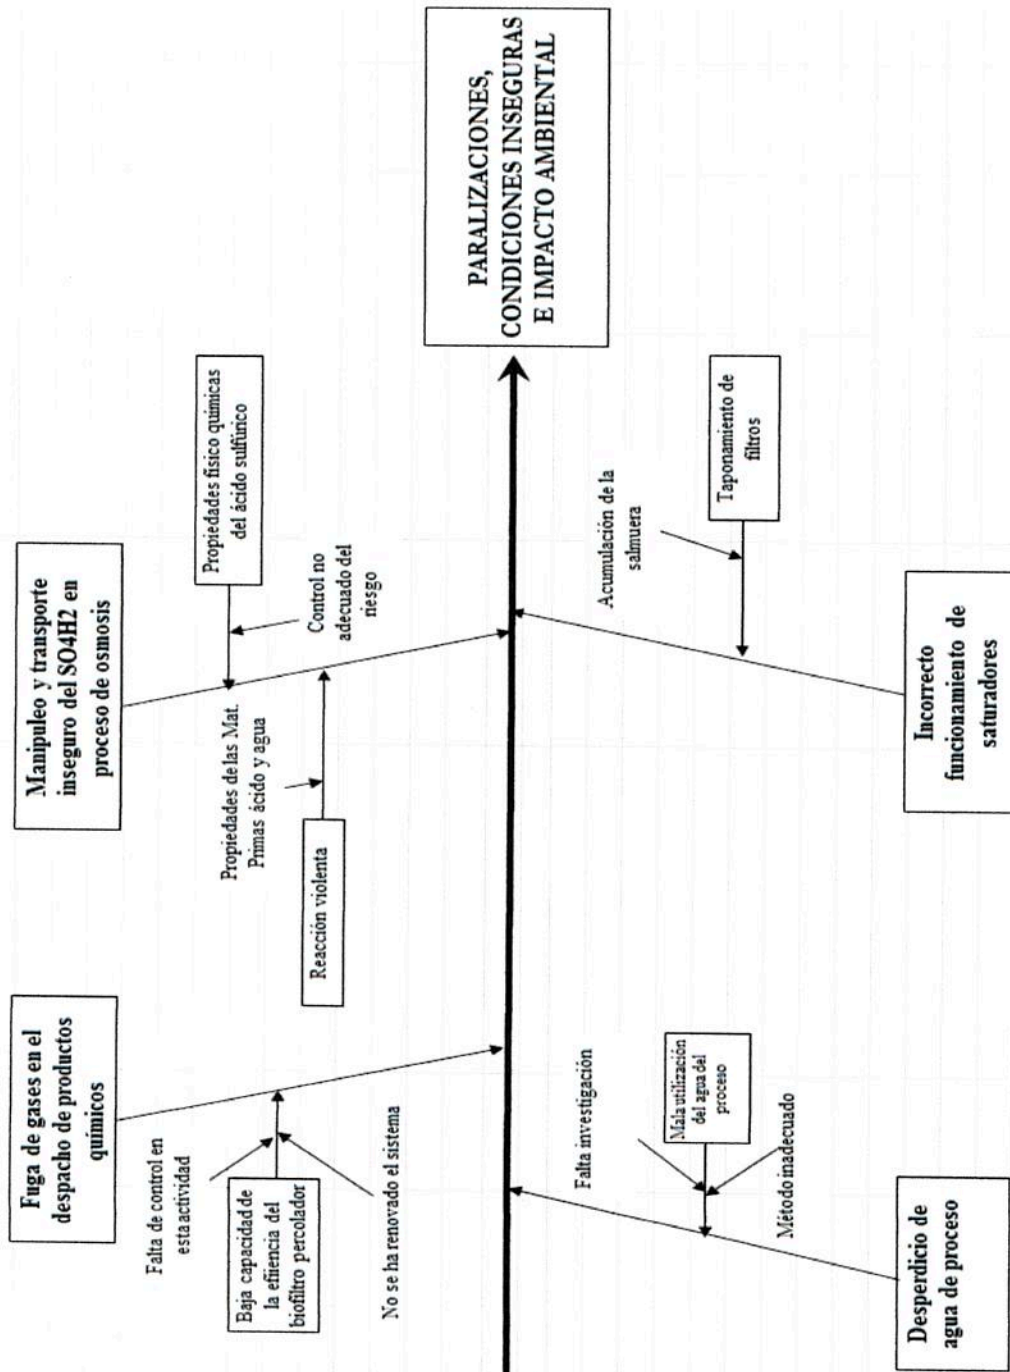 Fuga de gases en el
despacho de productos
químicos
Manipuleo y transporte
inseguro del SO4H2 en
proceso de osmosis
Falta de control en
esta actividad
Baja capacidad de
la efiiencia del
biofiltro percolador
No se ha renovado el sistema
Propiedades físico químicas
del ácido sulfúrico
Control no
adecuado del
riesgo
Propiedades de las Mat.
Primas ácido y agua
Reacción violenta
PARALIZACIONES,
CONDICIONES INSEGURAS
E IMPACTO AMBIENTAL
Falta investigación
Mala utilización
del agua del
proceso
Método inadecuado
Desperdicio de
agua de proceso
Acumulación de la
salmuera
Taponamiento de
filtros
Incorrecto
funcionamiento de
saturadores